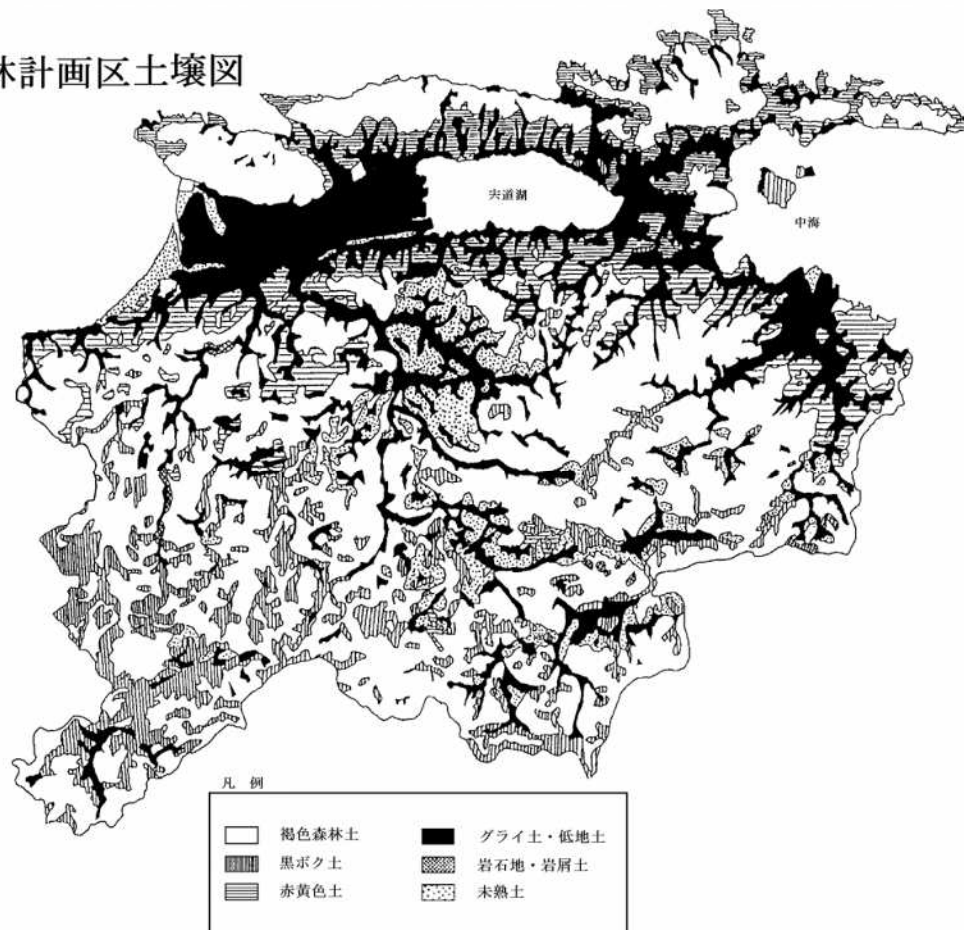 林計画区土壌図
宍道湖
中海
凡 例
褐色森林土
グライ土・低地土
黒ボク土
岩石地・岩屑土
赤黄色土
未熟土